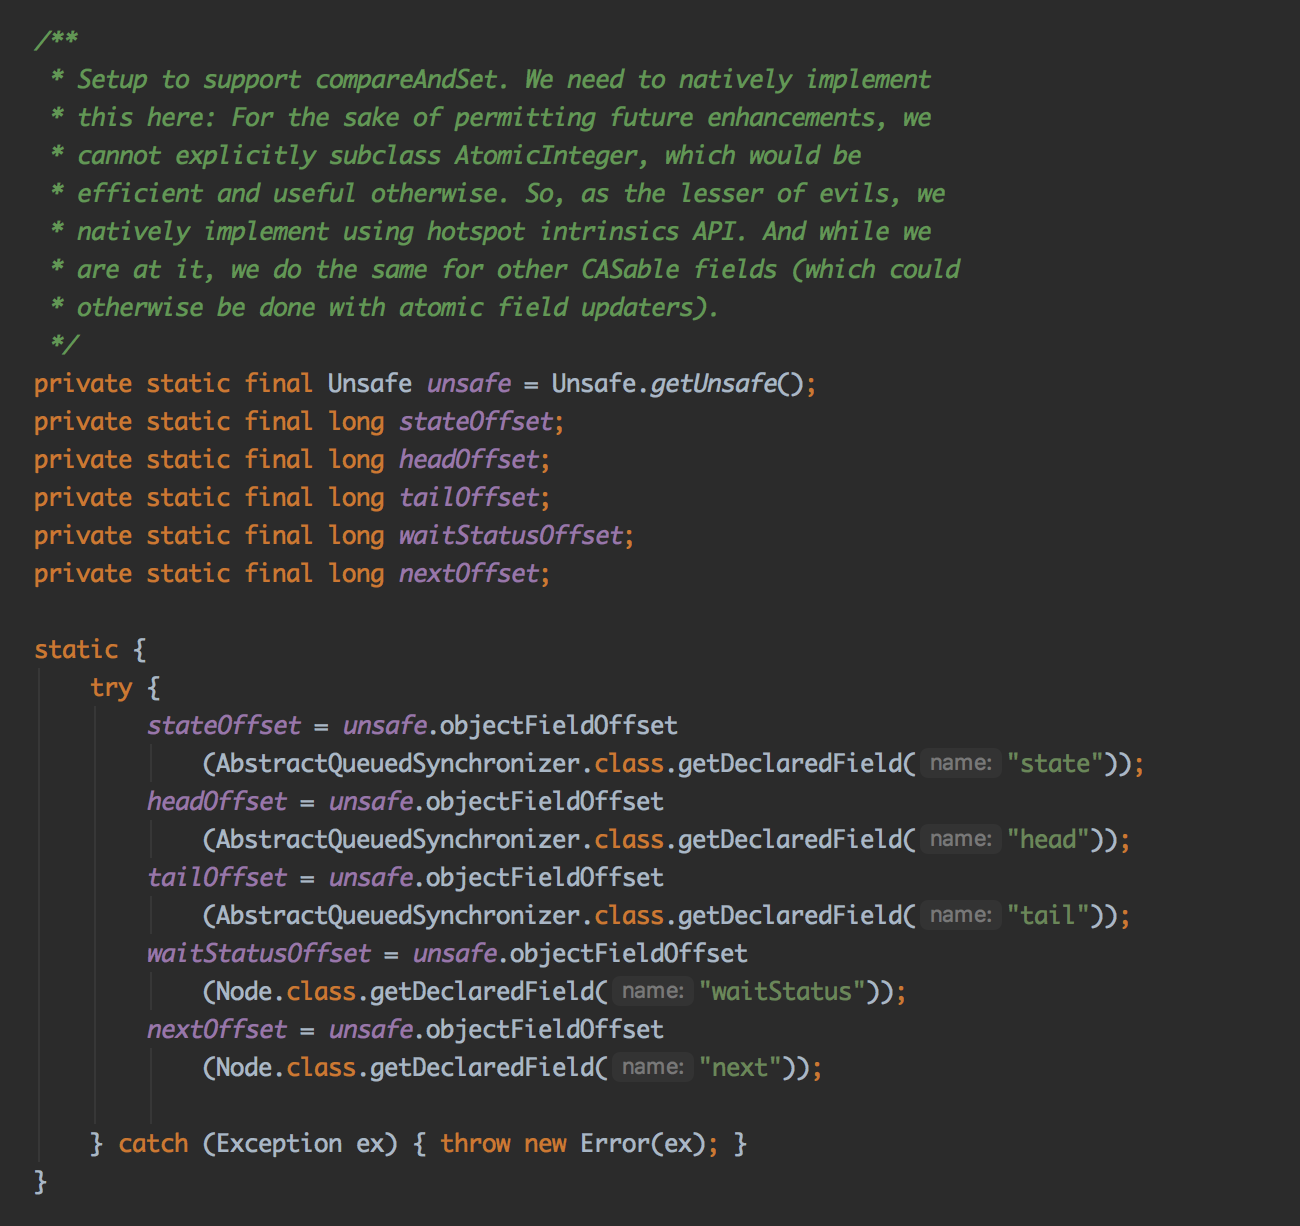 /**
* Setup to support compareAndSet. We need to natively implement
* this here: For the sake of permitting future enhancements, we
* cannot explicitly subclass AtomicInteger, which would be
* efficient and useful otherwise. So, as the lesser of evils, we
* natively implement using hotspot intrinsics API. And while we
* are at it, we do the same for other CASable fields (which could
* otherwise be done with atomic field updaters).
*/
private static final Unsafe unsafe = Unsafe.getUnsafe();
private static final long stateOffset;
private static final long headOffset;
private static final long tailOffset;
private static final long waitStatusOffset;
private static final long nextOffset;
static {
try {
stateOffset = unsafe.objectFieldOffset
(AbstractQueuedSynchronizer.class.getDeclaredField( name: "state"));
headOffset = unsafe.objectFieldOffset
(AbstractQueuedSynchronizer.class.getDeclaredField( name: "head"));
tailOffset = unsafe.objectFieldOffset
(AbstractQueuedSynchronizer.class.getDeclaredField( name: "tail"));
waitStatusOffset = unsafe.objectFieldOffset
(Node.class.getDeclaredField( name: "waitStatus"));
nextOffset = unsafe.objectFieldOffset
(Node.class.getDeclaredField( name: "next"));
} catch (Exception ex) { throw new Error(ex); }
}